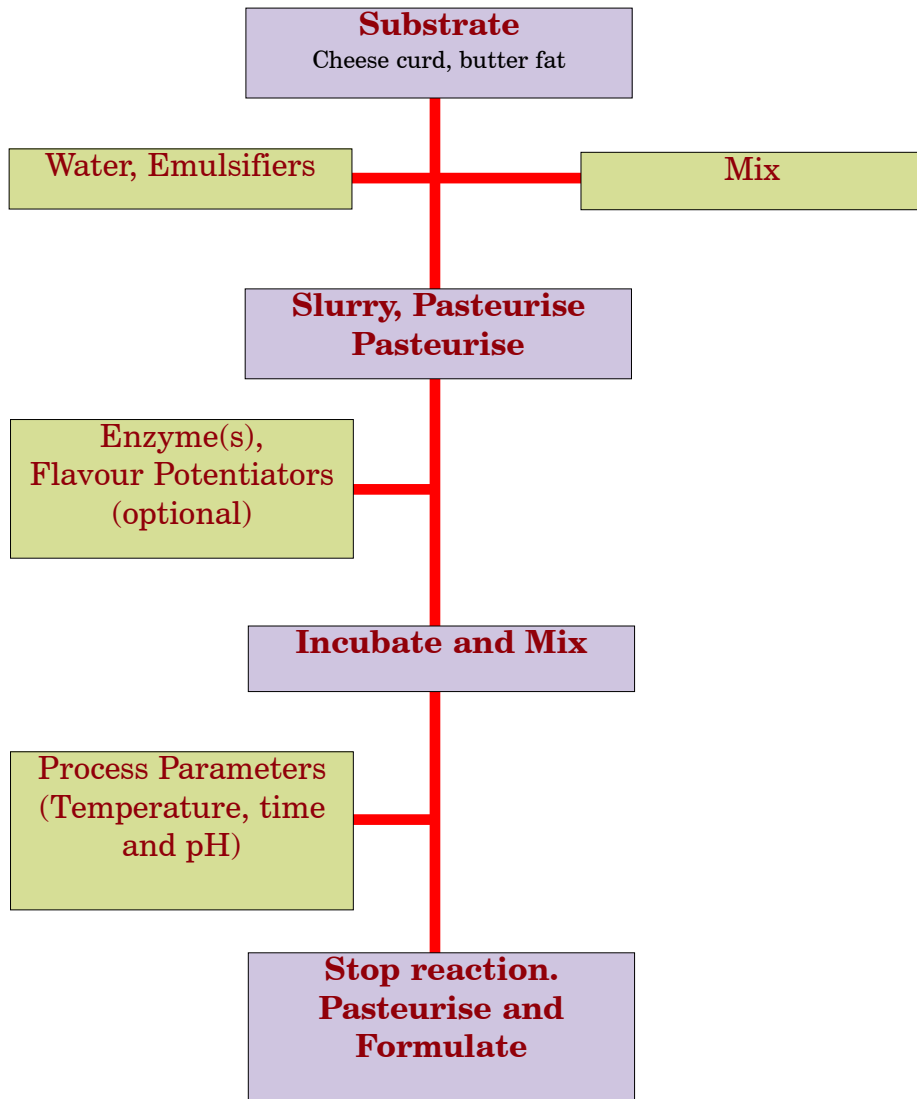 Substrate
Cheese curd, butter fat
Water, Emulsifiers
Mix
Slurry, Pasteurise
Pasteurise
Enzyme(s),
Flavour Potentiators
(optional)
Incubate and Mix
Process Parameters
(Temperature, time
and pH)
Stop reaction.
Pasteurise and
Formulate